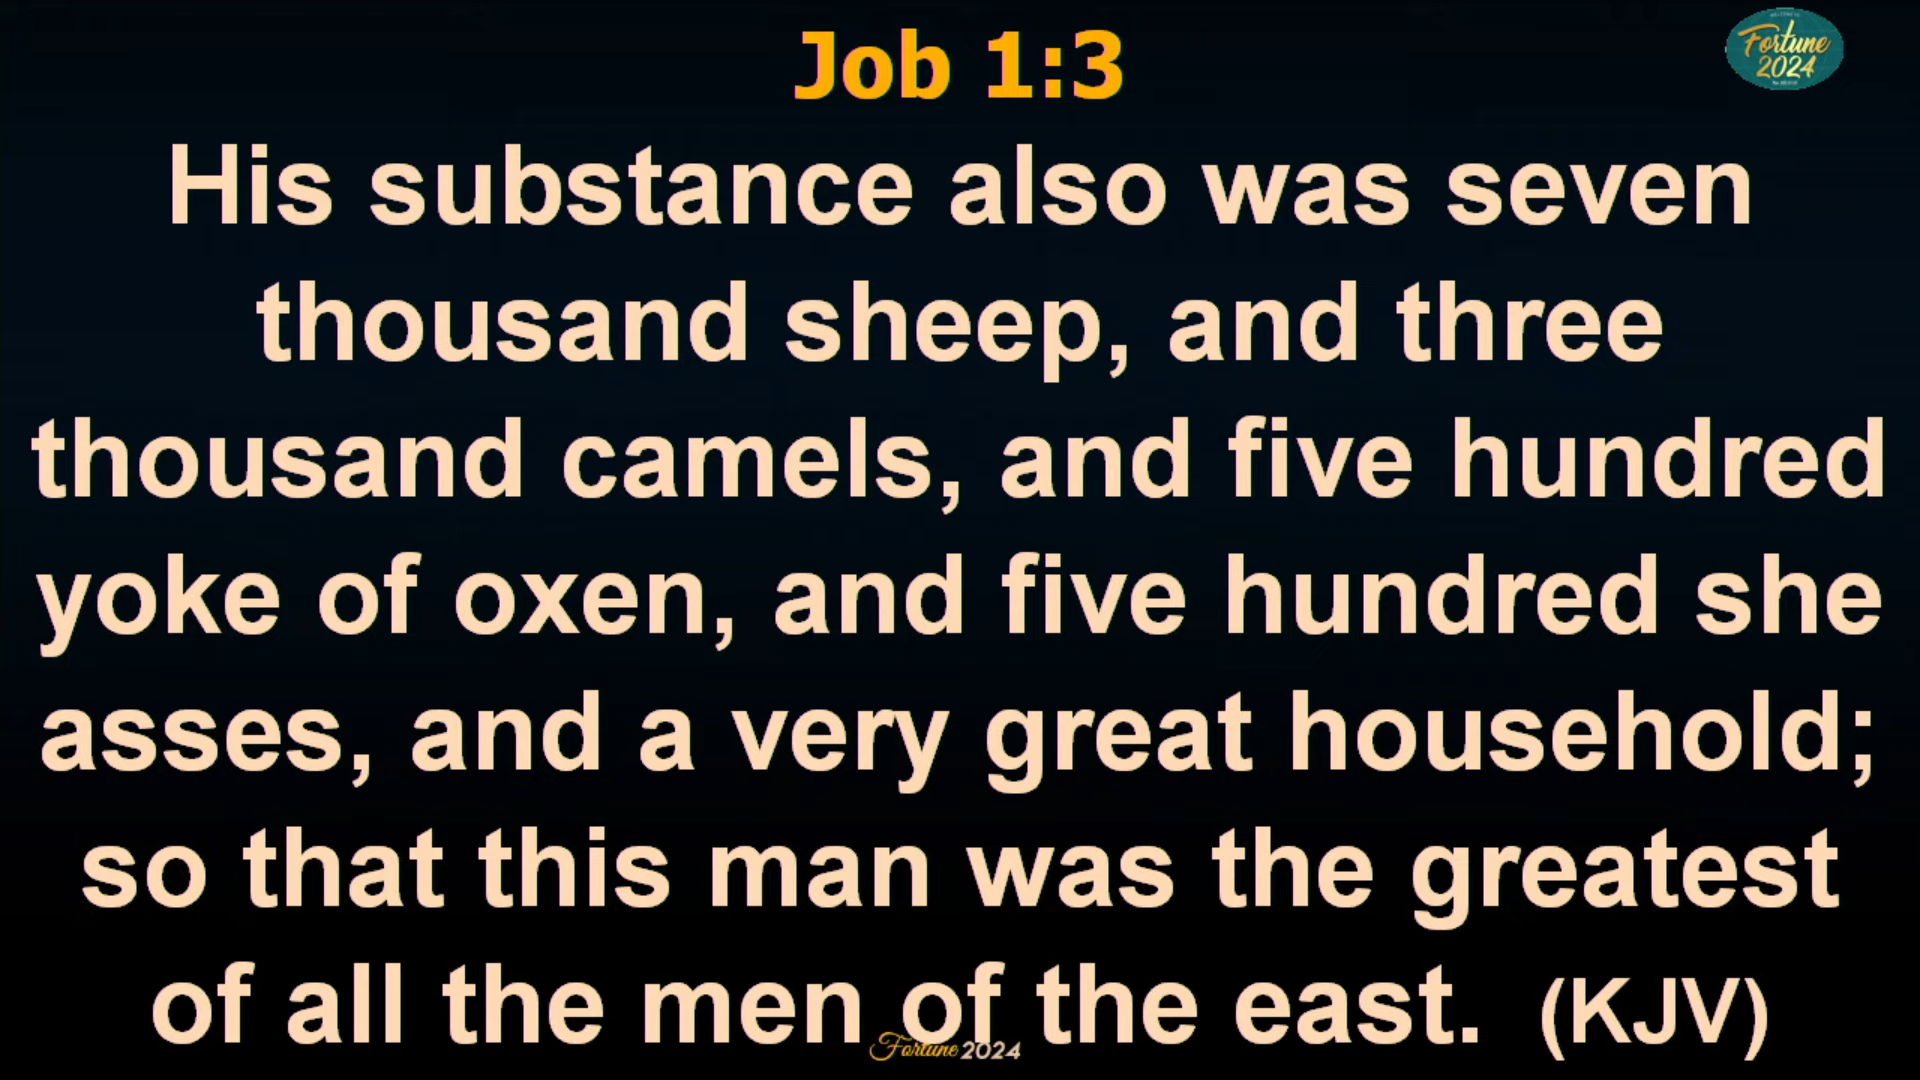 Job 1:3
Fortune
2024
His substance also was seven
thousand sheep, and three
thousand camels, and five hundred
yoke of oxen, and five hundred she
asses, and a very great household;
so that this man was the greatest
of all the men of the east. (KJV)
Fortune 2024